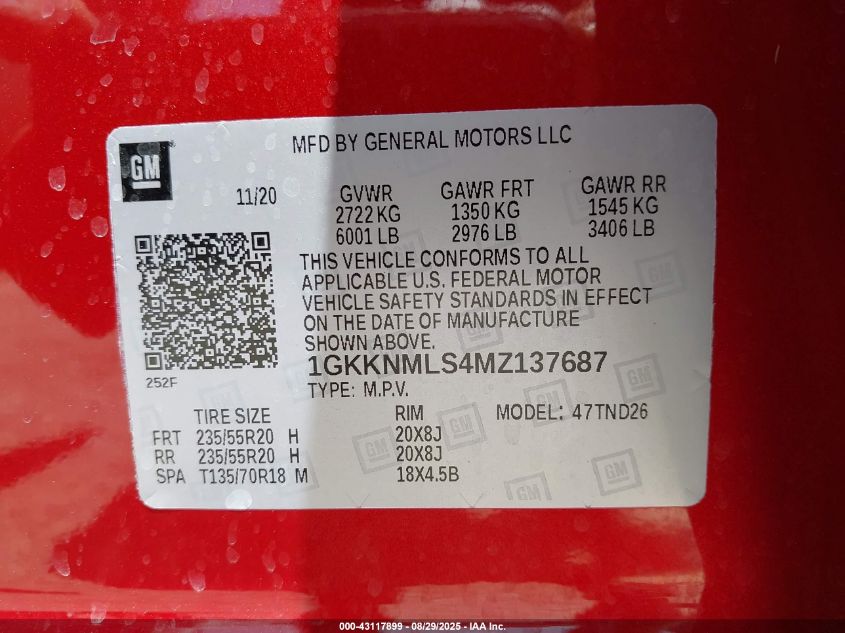 MFD BY GENERAL MOTORS LLC
GM
11/20
GVWR GAWR FRT GAWR RR
2722 KG 1350 KG 1545 KG
6001 LB 2976 LB 3406 LB
THIS VEHICLE CONFORMS TO ALL
APPLICABLE U.S. FEDERAL MOTOR
VEHICLE SAFETY STANDARDS IN EFFECT
ON THE DATE OF MANUFACTURE
SHOWN ABOVE.
1GKKNMLS4MZ137687
252F
TYPE: M.P.V.
TIRE SIZE RIM MODEL: 47TND26
FRT 235/55R20 H 20X8J
RR 235/55R20 H 20X8J
SPA T135/70R18 M 18X4.5B
000-43117899 - 08/29/2025 - IAA Inc.